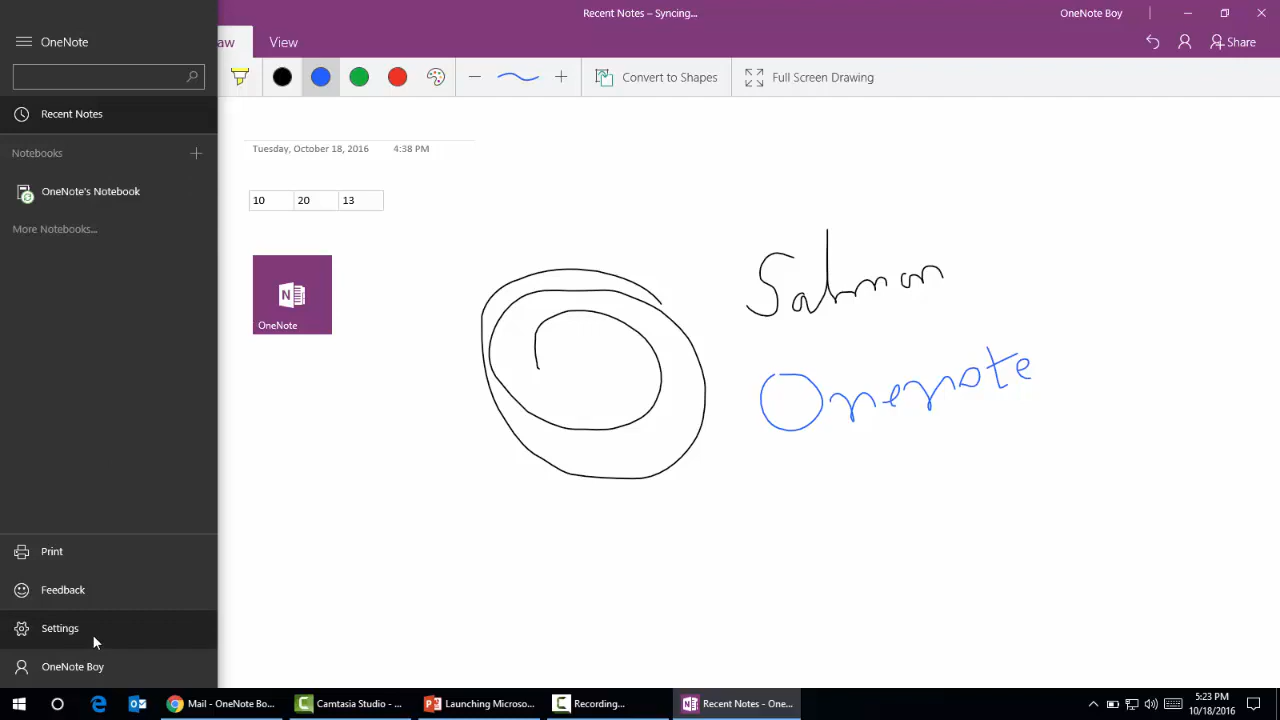 Recent Notes – Syncing...
OneNote Boy
OneNote
aw
View
Share
Convert to Shapes
Full Screen Drawing
Recent Notes
Notebooks
OneNote's Notebook
More Notebooks...
Tuesday, October 18, 2016 4:38 PM
10 20 13
N
OneNote
Salman
Onenote
Print
Feedback
Settings
OneNote Boy
Mail - OneNote Bo...
Camtasia Studio - ...
Launching Microso...
Recording...
Recent Notes - One...
5:23 PM
10/18/2016